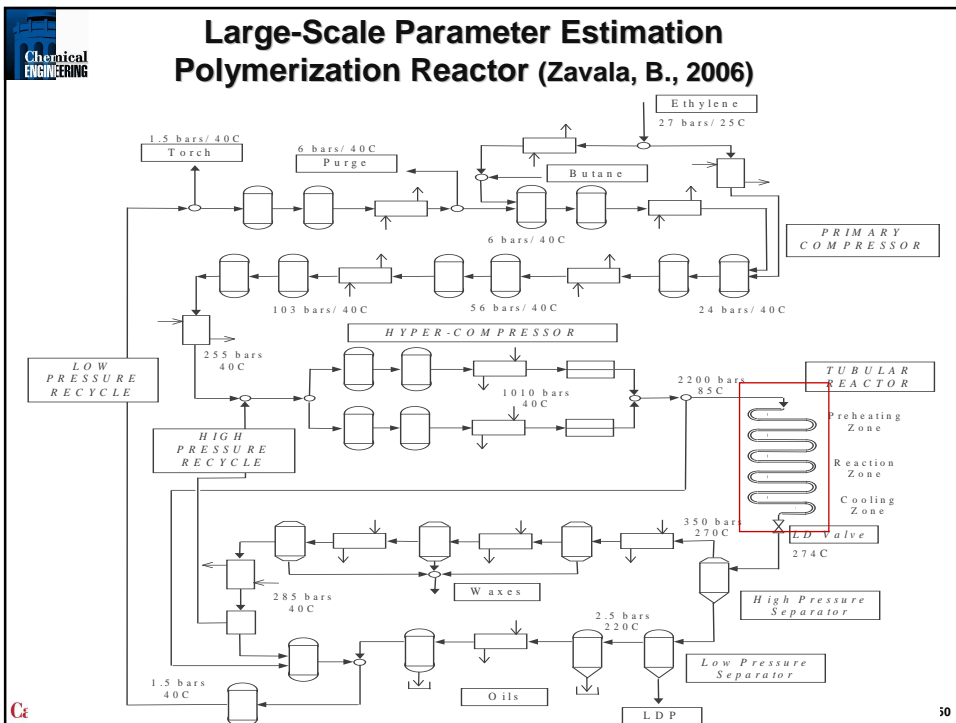 Chemical
ENGINEERING
Large-Scale Parameter Estimation
Polymerization Reactor (Zavala, B., 2006)
Ethylene
27 bars/ 25C
1.5 bars/ 40C
Torch
6 bars/ 40C
Purge
Butane
6 bars/ 40C
PRIMARY
COMPRESSOR
103 bars/ 40C
56 bars/ 40C
24 bars/ 40C
HYPER-COMPRESSOR
255 bars
40C
LOW
PRESSURE
RECYCLE
1010 bars
40C
2200 bars
85C
TUBULAR
REACTOR
Preheating
Zone
HIGH
PRESSURE
RECYCLE
Reaction
Zone
Cooling
Zone
350 bars
270C
LD Valve
274C
285 bars
40C
Waxes
High Pressure
Separator
2.5 bars
220C
Low Pressure
Separator
1.5 bars
40C
Oils
LDP
50